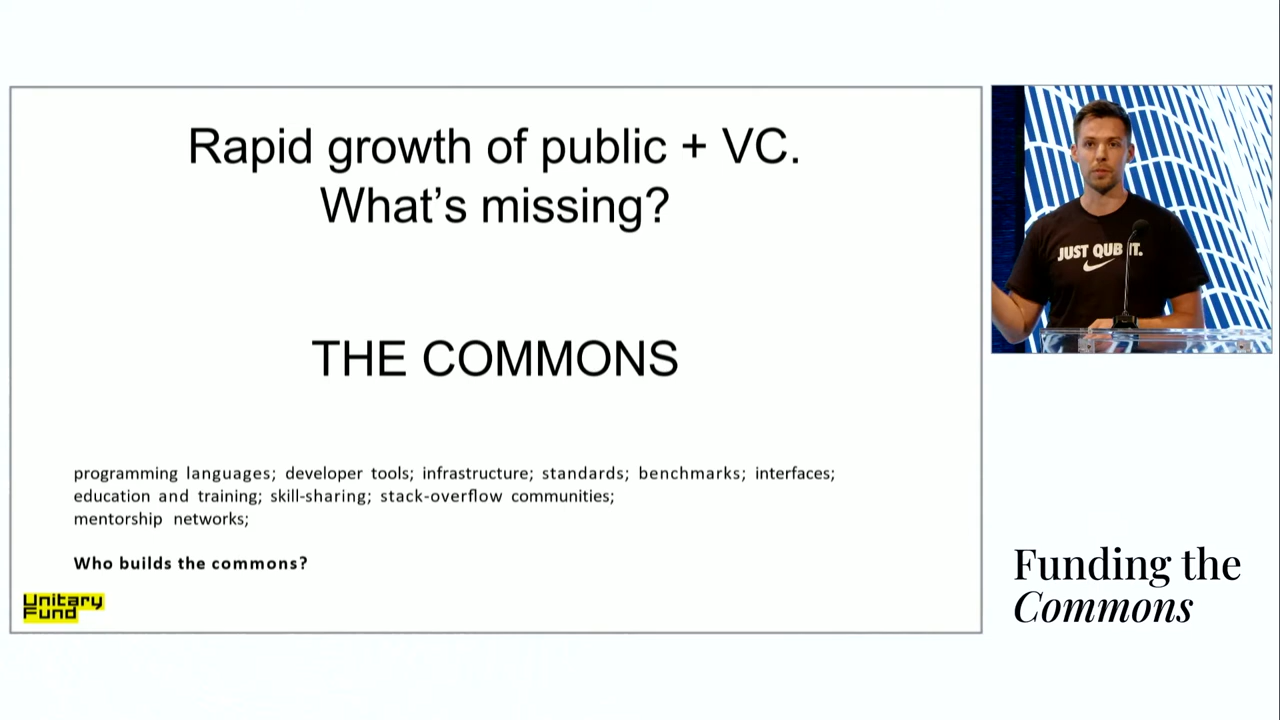 Rapid growth of public + VC.
What's missing?
THE COMMONS
programming languages; developer tools; infrastructure; standards; benchmarks; interfaces;
education and training; skill-sharing; stack-overflow communities;
mentorship networks;
Who builds the commons?
Unitary
Fund
JUST QUB IT.
Funding the
Commons